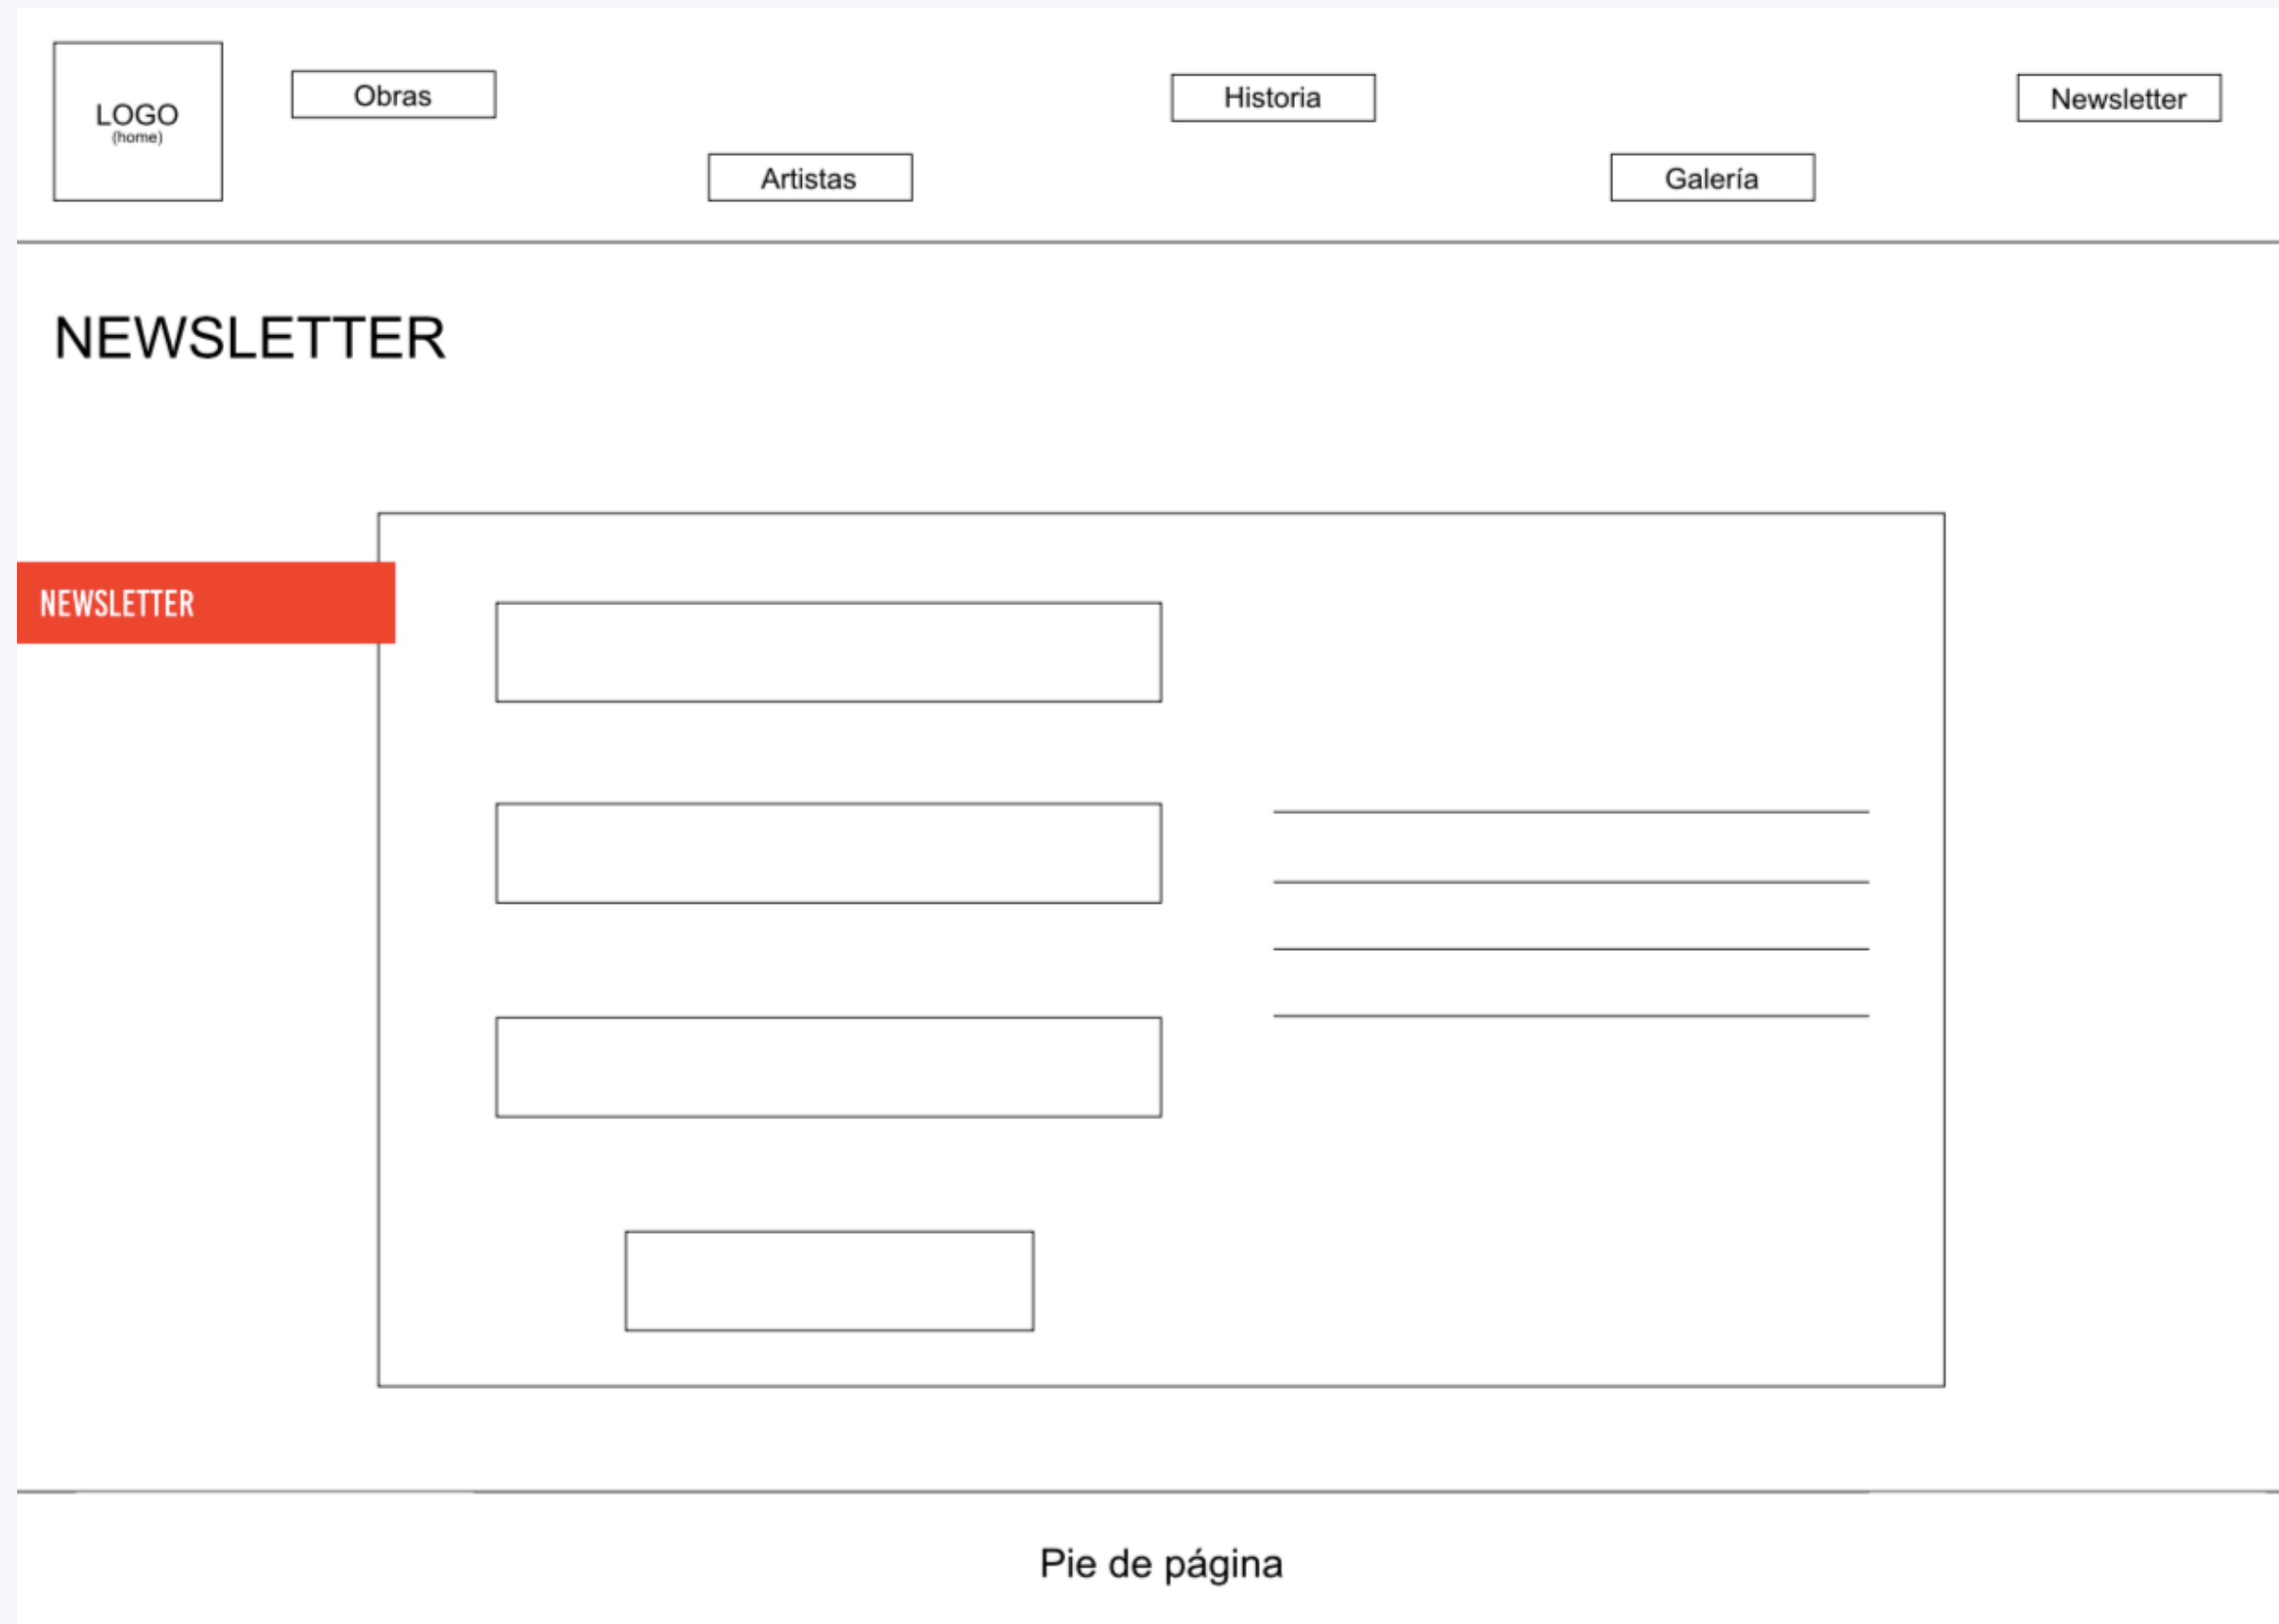 LOGO
(home)
Obras
Artistas
Historia
Galería
Newsletter
NEWSLETTER
NEWSLETTER
Pie de página